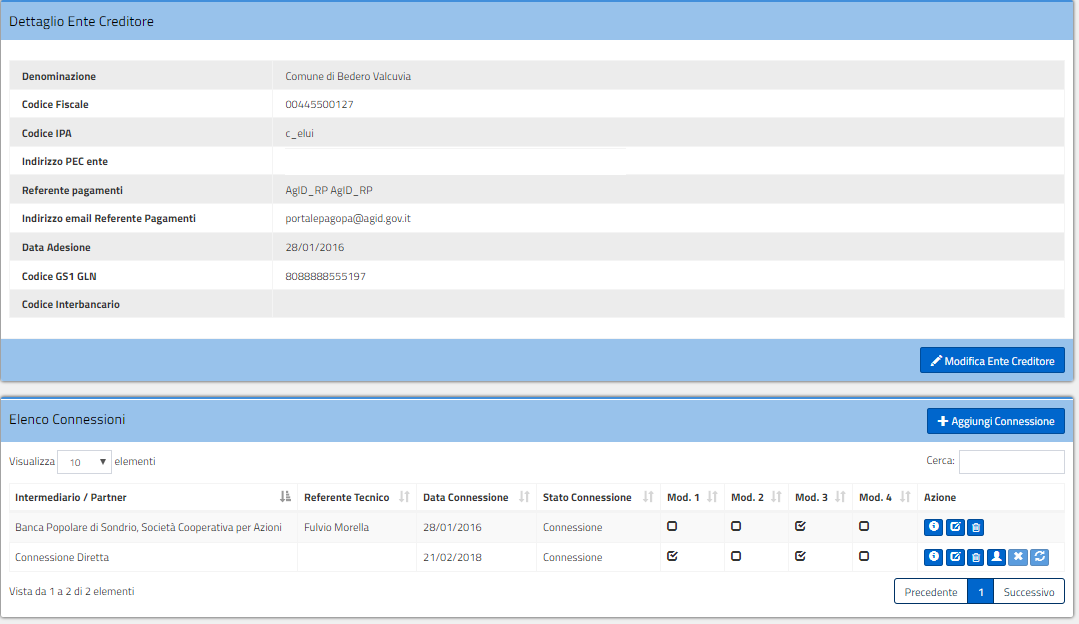 Dettaglio Ente Creditore
Denominazione Comune di Bedero Valcuvia
Codice Fiscale 00445500127
Codice IPA c_elui
Indirizzo PEC ente
Referente pagamenti AgID_RP AgID_RP
Indirizzo email Referente Pagamenti portalepagopa@agid.gov.it
Data Adesione 28/01/2016
Codice GS1 GLN 8088888555197
Codice Interbancario
Modifica Ente Creditore
Elenco Connessioni Aggiungi Connessione
Visualizza 10 elementi Cerca:
Intermediario / Partner Referente Tecnico Data Connessione Stato Connessione Mod. 1 Mod. 2 Mod. 3 Mod. 4 Azione
Banca Popolare di Sondrio, Società Cooperativa per Azioni Fulvio Morella 28/01/2016 Connessione
Connessione Diretta 21/02/2018 Connessione
Vista da 1 a 2 di 2 elementi Precedente 1 Successivo